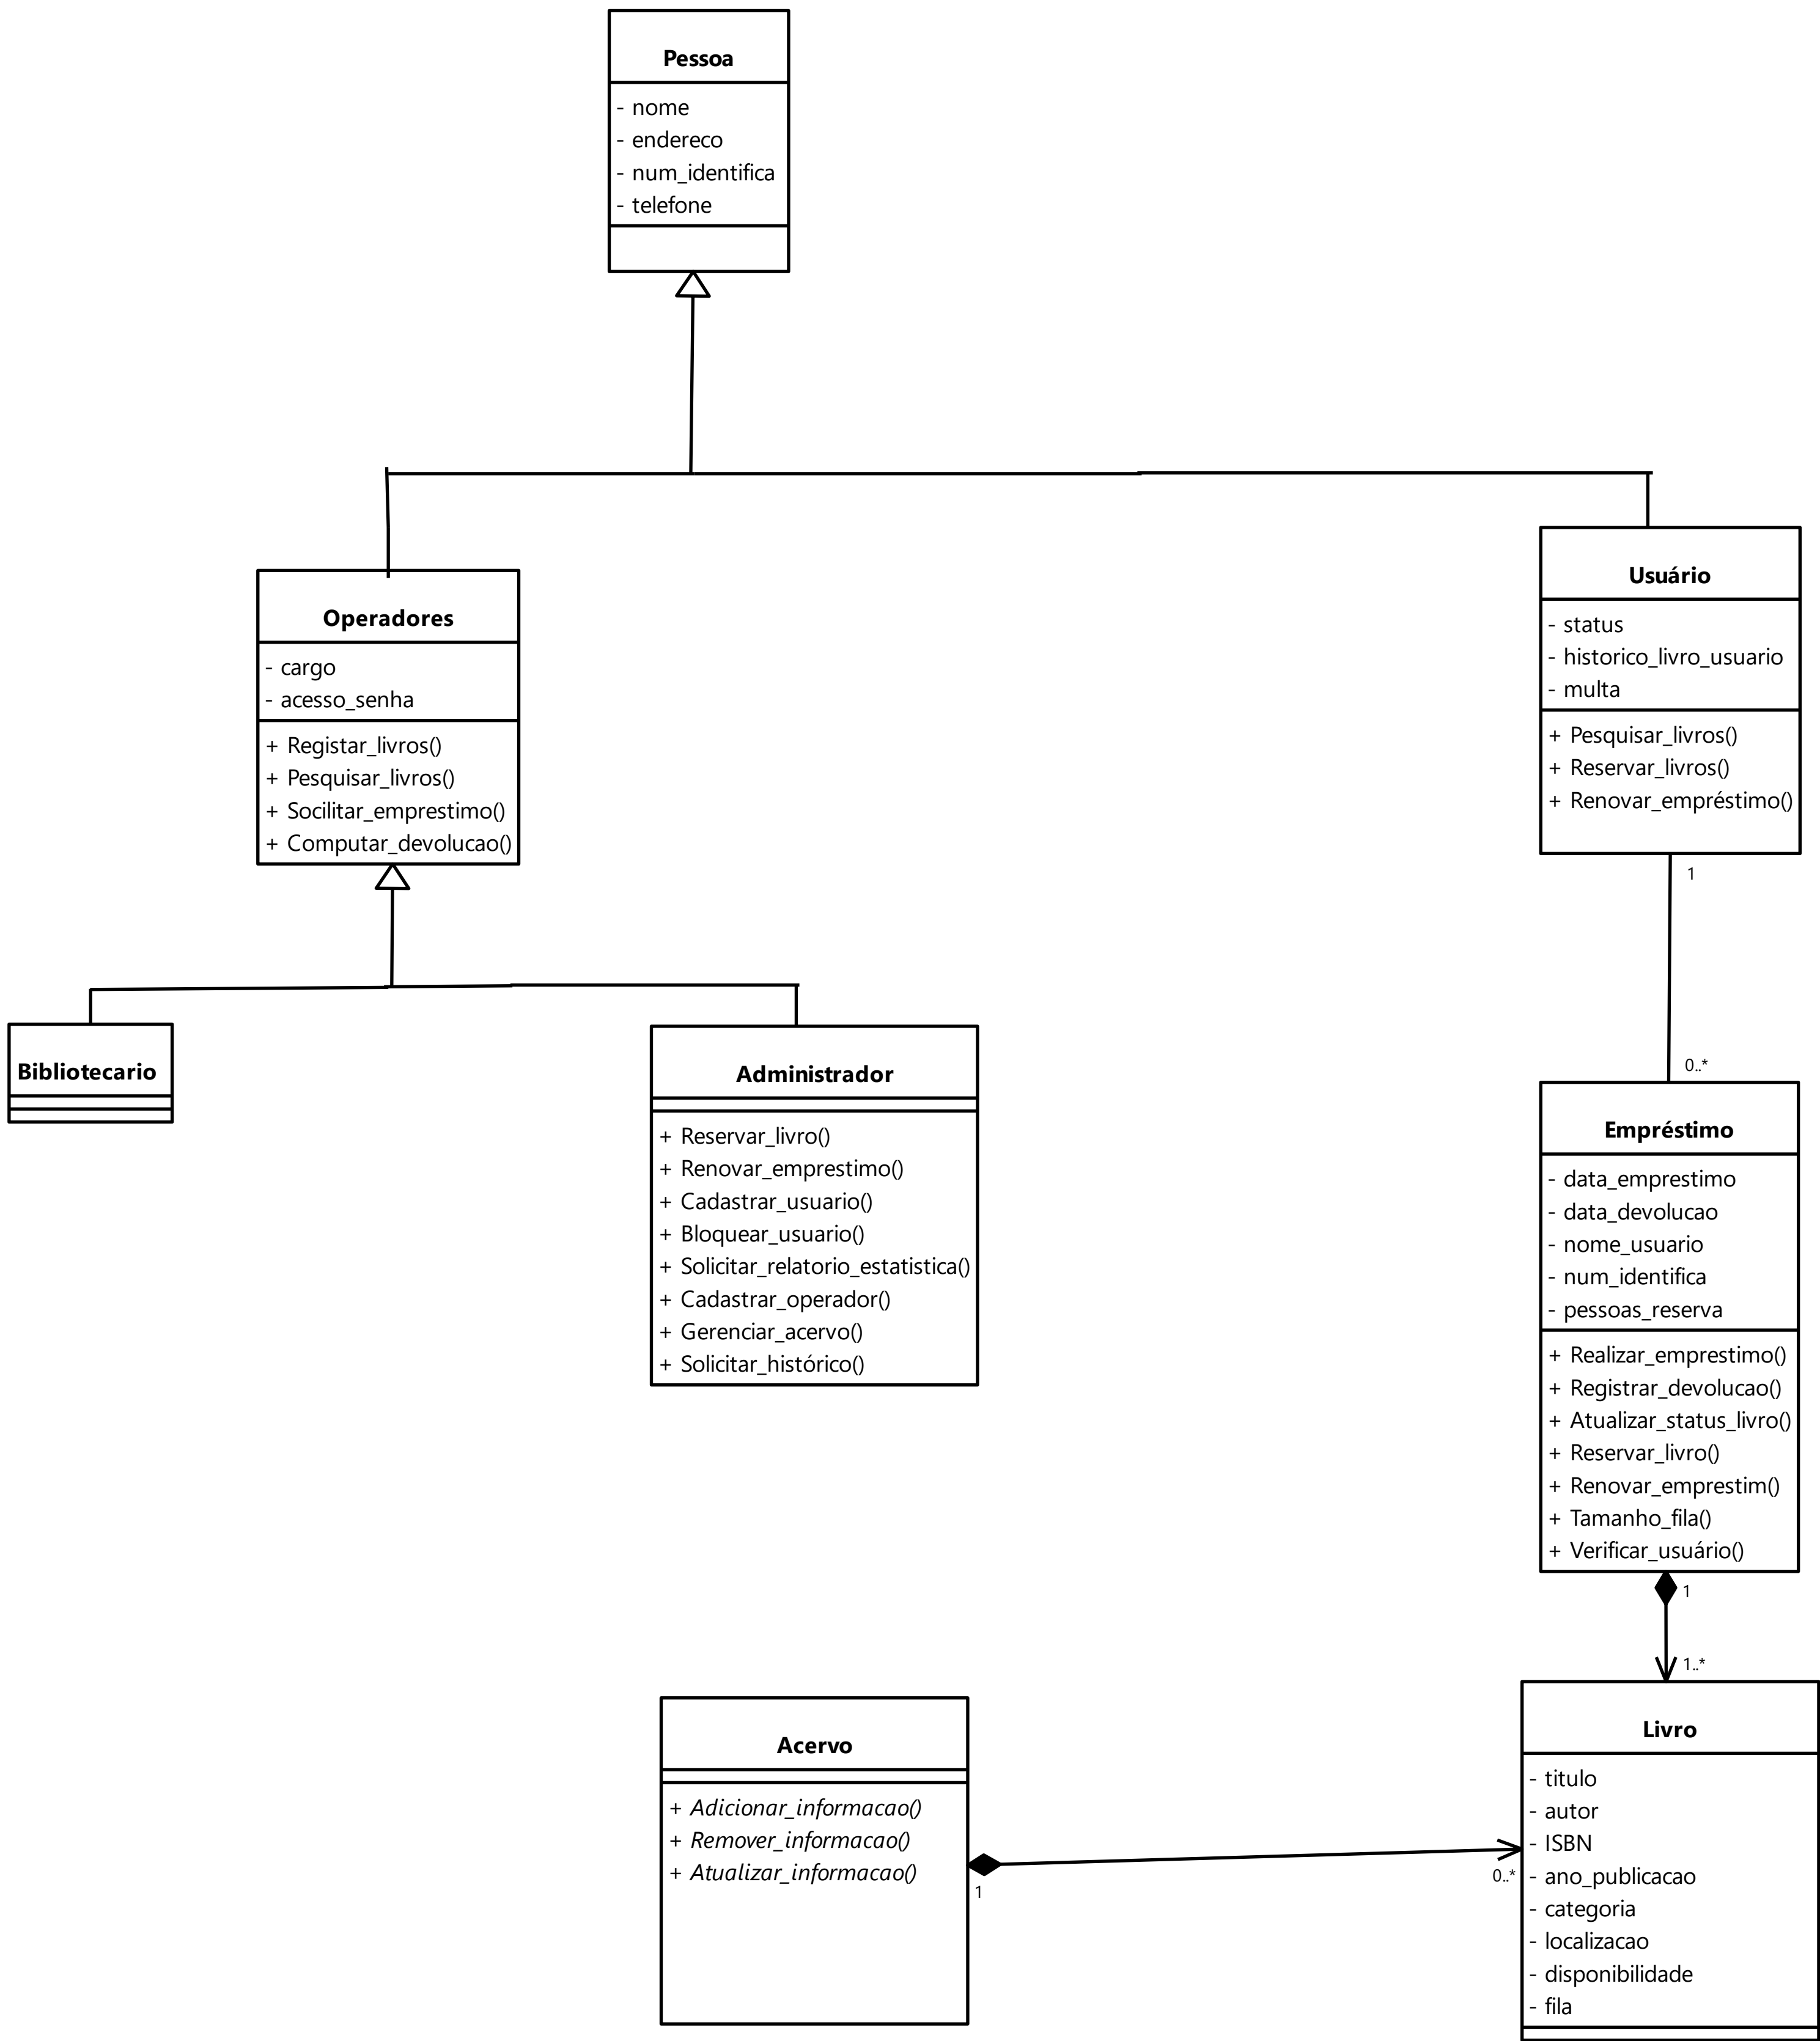 Pessoa
- nome
- endereco
- num_identifica
- telefone
Operadores
- cargo
- acesso_senha
+ Registar_livros()
+ Pesquisar_livros()
+ Socilitar_emprestimo()
+ Computar_devolucao()
Usuário
- status
- historico_livro_usuario
- multa
+ Pesquisar_livros()
+ Reservar_livros()
+ Renovar_empréstimo()
1
0..*
Bibliotecario
Administrador
+ Reservar_livro()
+ Renovar_emprestimo()
+ Cadastrar_usuario()
+ Bloquear_usuario()
+ Solicitar_relatorio_estatistica()
+ Cadastrar_operador()
+ Gerenciar_acervo()
+ Solicitar_histórico()
Empréstimo
- data_emprestimo
- data_devolucao
- nome_usuario
- num_identifica
- pessoas_reserva
+ Realizar_emprestimo()
+ Registrar_devolucao()
+ Atualizar_status_livro()
+ Reservar_livro()
+ Renovar_emprestim()
+ Tamanho_fila()
+ Verificar_usuário()
1
1..*
Acervo
+ Adicionar_informacao()
+ Remover_informacao()
+ Atualizar_informacao()
1
0..*
Livro
- titulo
- autor
- ISBN
- ano_publicacao
- categoria
- localizacao
- disponibilidade
- fila